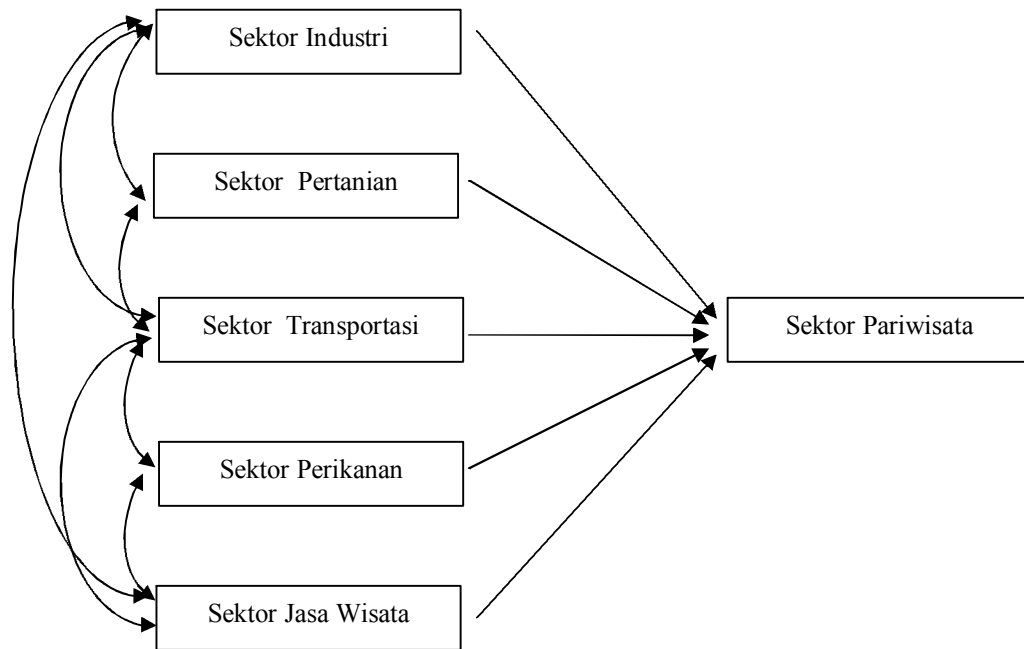 Sektor Industri
Sektor Pertanian
Sektor Transportasi
Sektor Pariwisata
Sektor Perikanan
Sektor Jasa Wisata